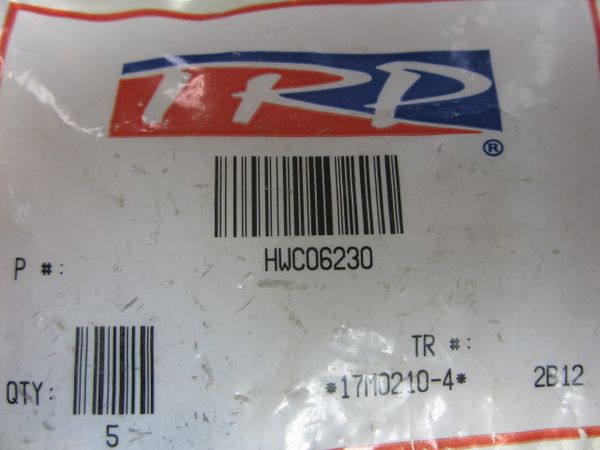 TRP ®
HWC06230
P #:
TR #:
QTY: *17M0210-4* 2B12
5